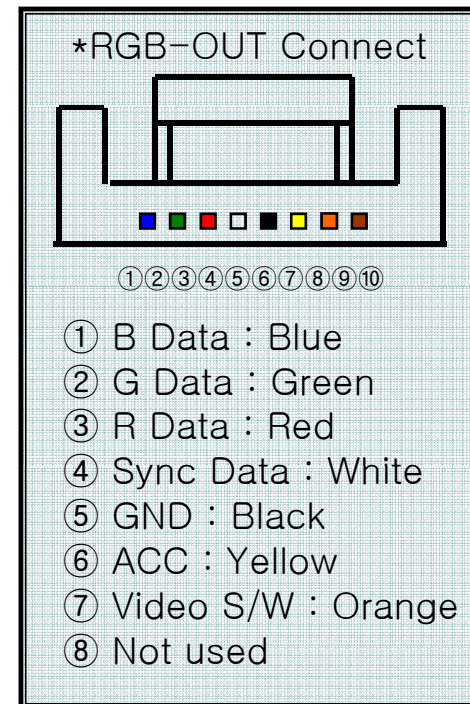 *RGB-OUT Connect
①②③④⑤⑥⑦⑧⑨⑩
① B Data : Blue
② G Data : Green
③ R Data : Red
④ Sync Data : White
⑤ GND : Black
⑥ ACC : Yellow
⑦ Video S/W : Orange
⑧ Not used